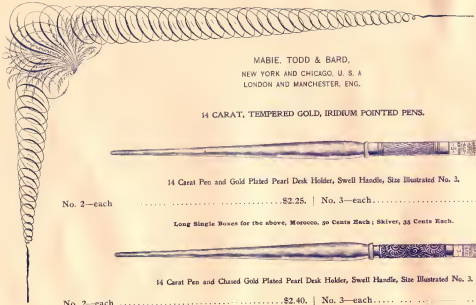 MABIE, TODD & BARD,
NEW YORK AND CHICAGO, U. S. A
LONDON AND MANCHESTER, ENG.
14 CARAT, TEMPERED GOLD, IRIDIUM POINTED PENS.
14 Carat Pen and Gold Plated Pearl Desk Holder, Swell Handle, Size Illustrated No. 3.
No. 2—each ........................$2.25. | No. 3—each....................
Long Single Boxes for the above, Morocco, 50 Cents Each; Skiver, 35 Cents Each.
14 Carat Pen and Chased Gold Plated Pearl Desk Holder, Swell Handle, Size Illustrated No. 3.
No. 2—each ........................$2.40. | No. 3—each....................